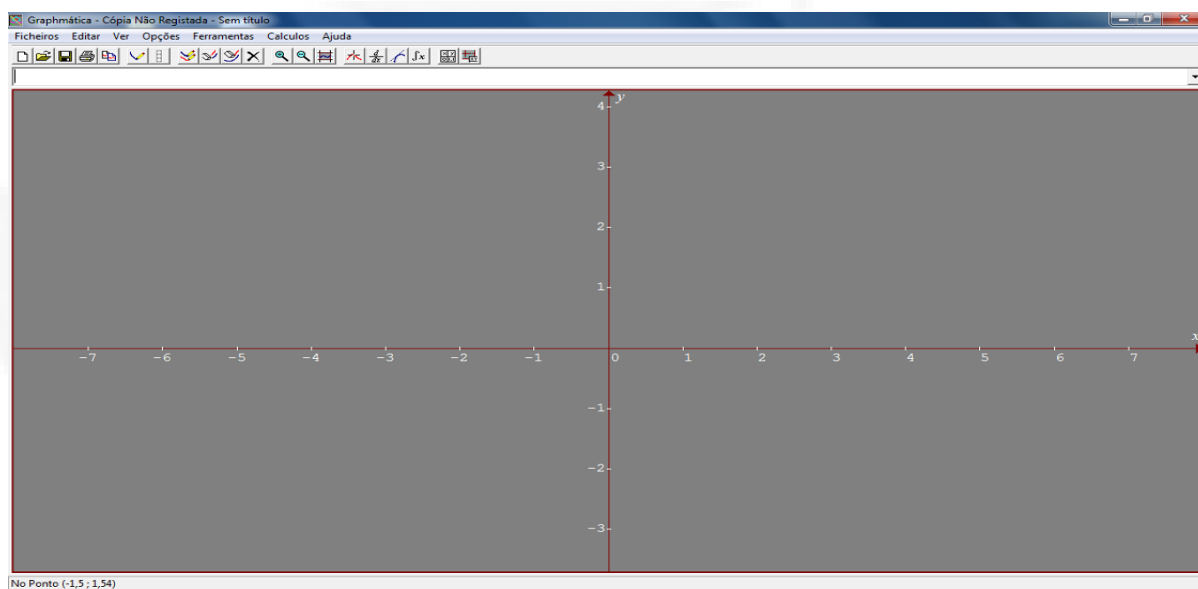 Graphmática - Cópia Não Registada - Sem título
Ficheiros Editar Ver Opções Ferramentas Calculos Ajuda
y
4
3
2
1
x
-7 -6 -5 -4 -3 -2 -1 0 1 2 3 4 5 6 7
-1
-2
-3
No Ponto (-1,5 ; 1,54)